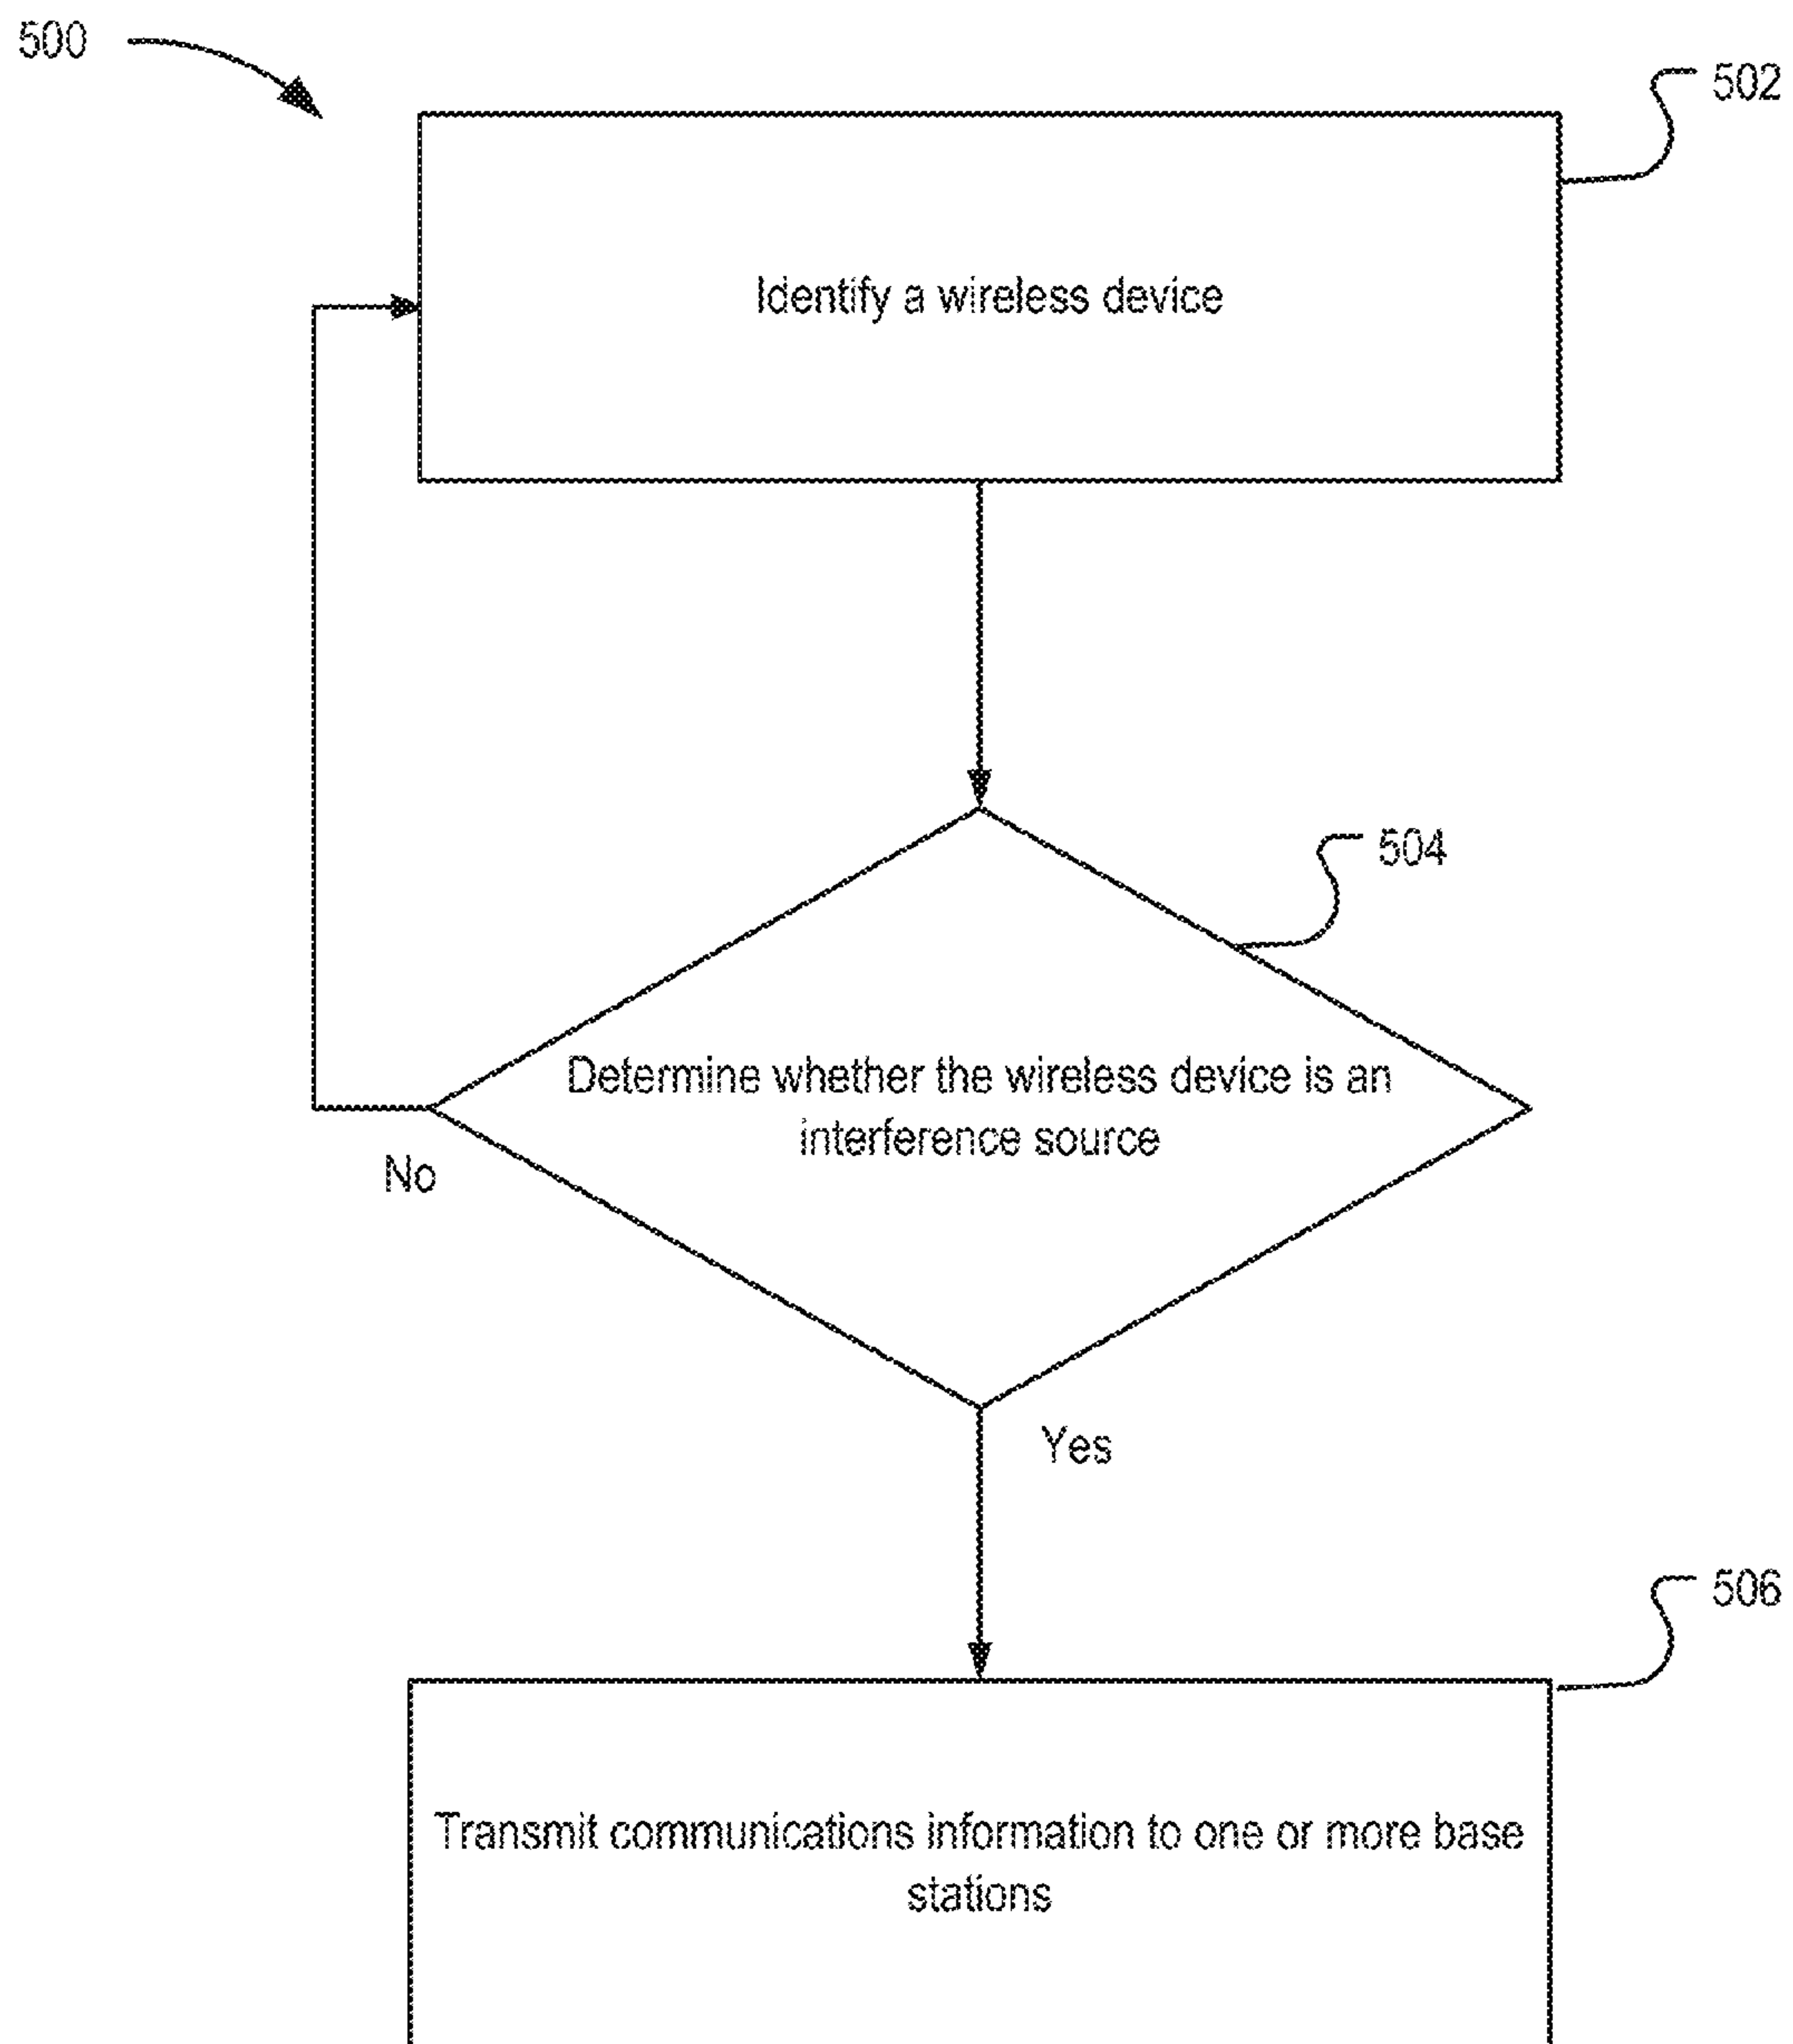 500
502
Identify a wireless device
504
Determine whether the wireless device is an
interference source
No
Yes
506
Transmit communications information to one or more base
stations